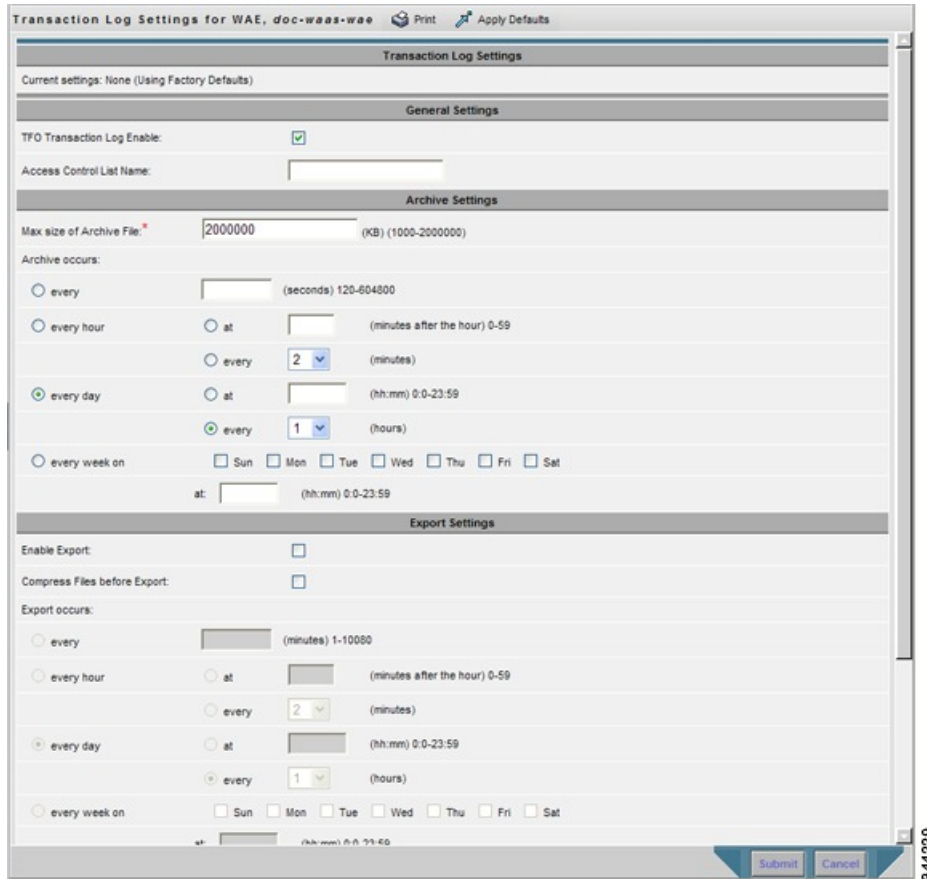 Transaction Log Settings for WAE, doc-waas-wae Print Apply Defaults
Transaction Log Settings
Current settings: None (Using Factory Defaults)
General Settings
TFO Transaction Log Enable:
Access Control List Name:
Archive Settings
Max size of Archive File:* 2000000 (KB) (1000-2000000)
Archive occurs:
every (seconds) 120-604800
every hour at (minutes after the hour) 0-59
every 2 (minutes)
every day at (hh:mm) 0:0-23:59
every 1 (hours)
every week on Sun Mon Tue Wed Thu Fri Sat
at: (hh:mm) 0:0-23:59
Export Settings
Enable Export:
Compress Files before Export:
Export occurs:
every (minutes) 1-10080
every hour at (minutes after the hour) 0-59
every 2 (minutes)
every day at (hh:mm) 0:0-23:59
every 1 (hours)
every week on Sun Mon Tue Wed Thu Fri Sat
at: (hh:mm) 0:0-23:59
Submit Cancel